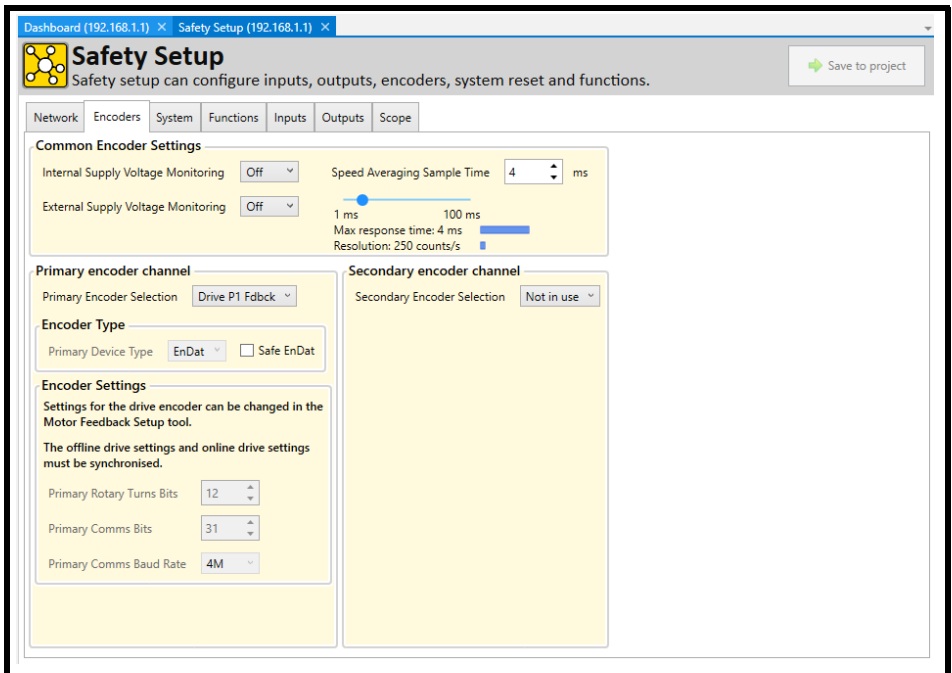 Dashboard (192.168.1.1) × Safety Setup (192.168.1.1) ×
Safety Setup
Safety setup can configure inputs, outputs, encoders, system reset and functions.
Save to project
Network Encoders System Functions Inputs Outputs Scope
Common Encoder Settings
Internal Supply Voltage Monitoring Off
Speed Averaging Sample Time 4 ms
External Supply Voltage Monitoring Off
1 ms 100 ms
Max response time: 4 ms
Resolution: 250 counts/s
Primary encoder channel
Primary Encoder Selection Drive P1 Fdbck
Encoder Type
Primary Device Type EnDat Safe EnDat
Encoder Settings
Settings for the drive encoder can be changed in the
Motor Feedback Setup tool.
The offline drive settings and online drive settings
must be synchronised.
Primary Rotary Turns Bits 12
Primary Comms Bits 31
Primary Comms Baud Rate 4M
Secondary encoder channel
Secondary Encoder Selection Not in use